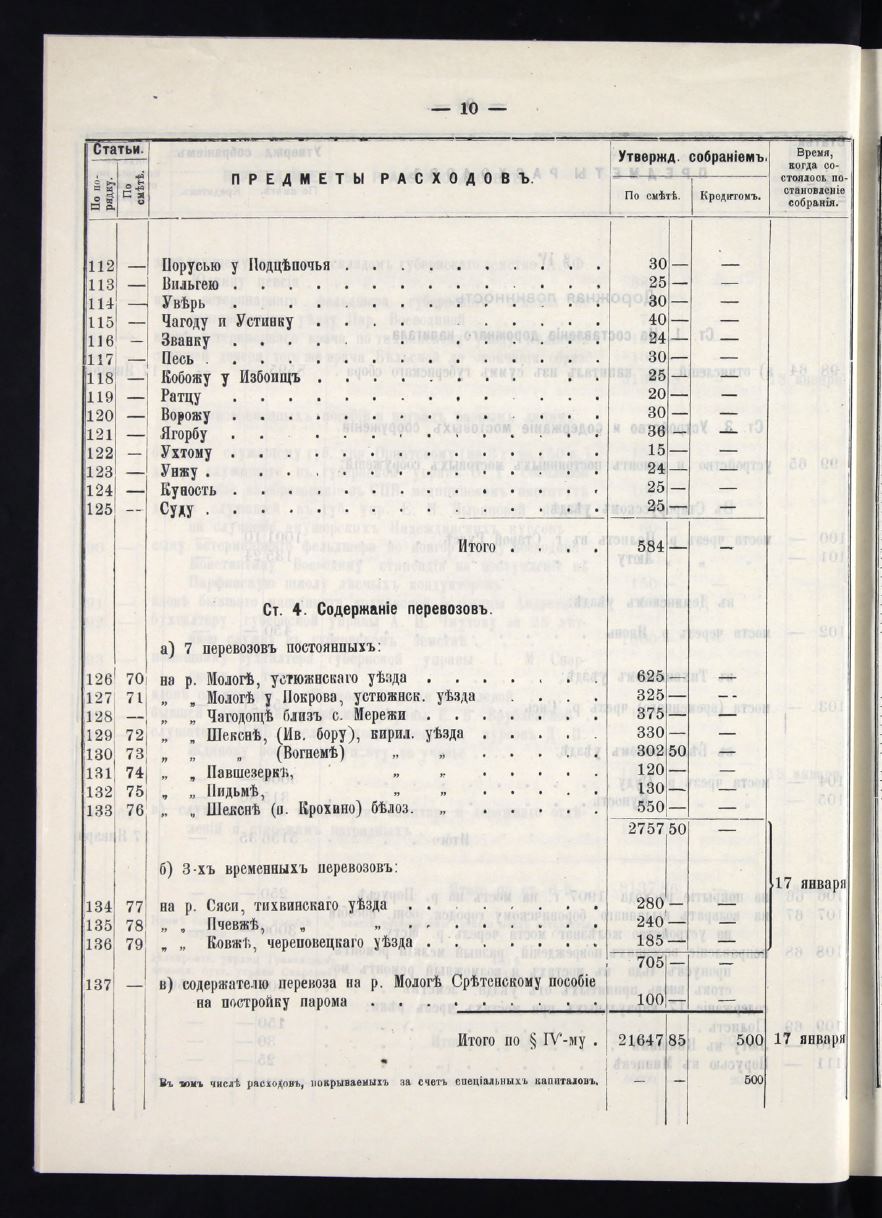 — 10 —
Статьи. ПРЕДМЕТЫ РАСХОДОВЪ. Утвержд. собраніемъ. Время, когда состоялось постановленіе собранія.
По порядку. По смѣтѣ. По смѣтѣ. Кредитомъ.
112 — Порусью у Подцѣпочья . . . . . . . . . . 30 — —
113 — Вильгею . . . . . . . . . . . 25 — —
114 — Увѣрь . . . . . . . . . . . 30 — —
115 — Чагоду и Устинку . . . . . . . . . . 40 — —
116 — Званку . . . . . . . . . . . 24 — —
117 — Песь . . . . . . . . . . . 30 — —
118 — Кобожу у Избоищъ . . . . . . . . . . 25 — —
119 — Ратцу . . . . . . . . . . . 20 — —
120 — Ворожу . . . . . . . . . . . 30 — —
121 — Ягорбу . . . . . . . . . . . 36 — —
122 — Ухтому . . . . . . . . . . . 15 — —
123 — Унжу . . . . . . . . . . . 24 — —
124 — Куность . . . . . . . . . . . 25 — —
125 — Суду . . . . . . . . . . . 25 — —
Итого . . . . 584 — —
Ст. 4. Содержаніе перевозовъ.
а) 7 перевозовъ постоянныхъ:
126 70 на р. Мологѣ, устюжнскаго уѣзда . . . . . . . 625 — —
127 71 „ „ Мологѣ у Покрова, устюжнск. уѣзда . . . . 325 — —
128 — „ „ Чагодощѣ близъ с. Мережи . . . . . . . 375 — —
129 72 „ „ Шекснѣ, (Ив. бору), кирил. уѣзда . . . . . 330 — —
130 73 „ „ „ (Вогнемѣ) „ „ . . . . . 302 50 —
131 74 „ „ Павшезеркѣ, „ „ . . . . . 120 — —
132 75 „ „ Пидьмѣ, „ „ . . . . . 130 — —
133 76 „ „ Шекснѣ (п. Крохино) бѣлоз. „ . . . . . 550 — —
2757 50 —
б) 3-хъ временныхъ перевозовъ:
17 января
134 77 на р. Сяси, тихвинскаго уѣзда . . . . . . . . 280 — —
135 78 „ „ Пчевжѣ, „ „ . . . . . . . . 240 — —
136 79 „ „ Ковжѣ, череповецкаго уѣзда . . . . . . . 185 — —
705 — —
137 — в) содержателю перевоза на р. Мологѣ Срѣтенскому пособіе
на постройку парома . . . . . . . . . 100 — —
Итого по § IV-му . 21647 85 500 17 января
Въ томъ числѣ расходовъ, покрываемыхъ за счетъ спеціальныхъ капиталовъ. — — 500